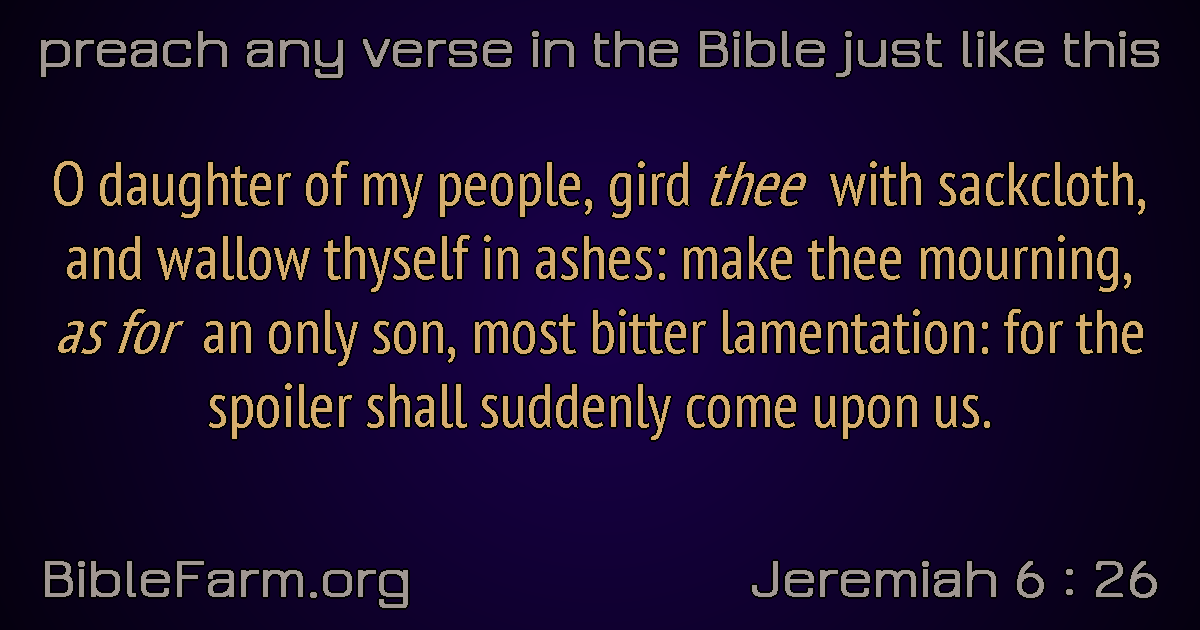 preach any verse in the Bible just like this
O daughter of my people, gird thee with sackcloth,
and wallow thyself in ashes: make thee mourning,
as for an only son, most bitter lamentation: for the
spoiler shall suddenly come upon us.
BibleFarm.org
Jeremiah 6 : 26